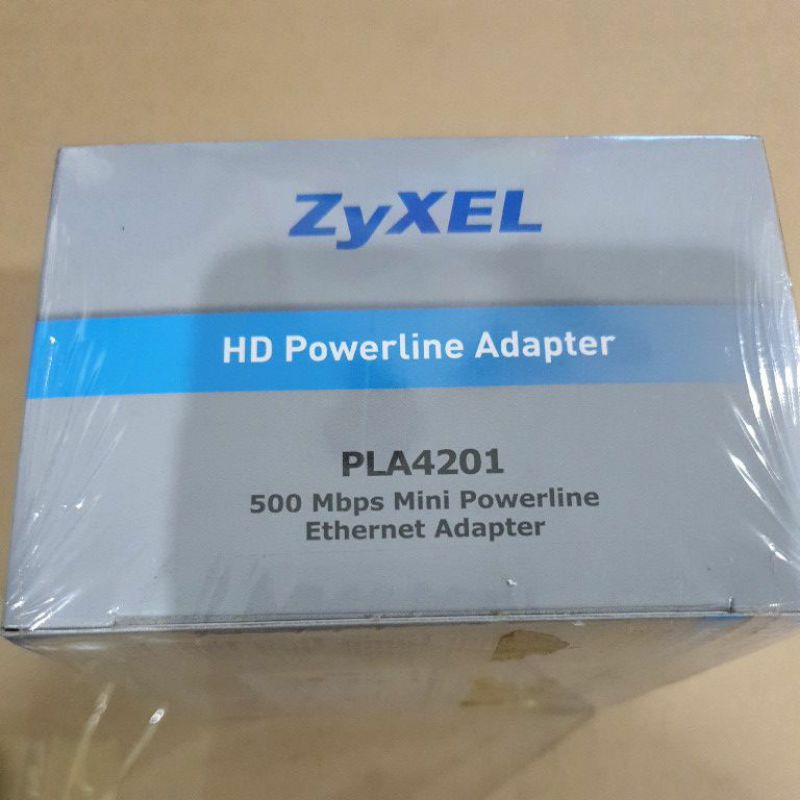 ZyXEL
HD Powerline Adapter
PLA4201
500 Mbps Mini Powerline
Ethernet Adapter